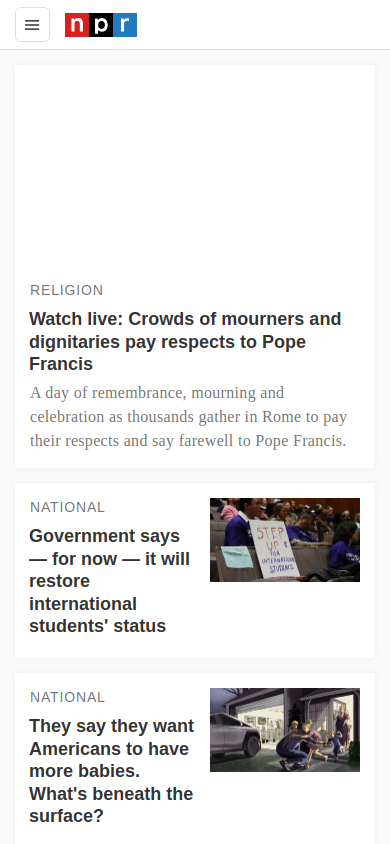 npr
RELIGION
Watch live: Crowds of mourners and
dignitaries pay respects to Pope
Francis
A day of remembrance, mourning and
celebration as thousands gather in Rome to pay
their respects and say farewell to Pope Francis.
NATIONAL
Government says
— for now — it will
restore
international
students' status
STEP
UP
FOR
INTERNATIONAL
STUDENTS
NATIONAL
They say they want
Americans to have
more babies.
What's beneath the
surface?